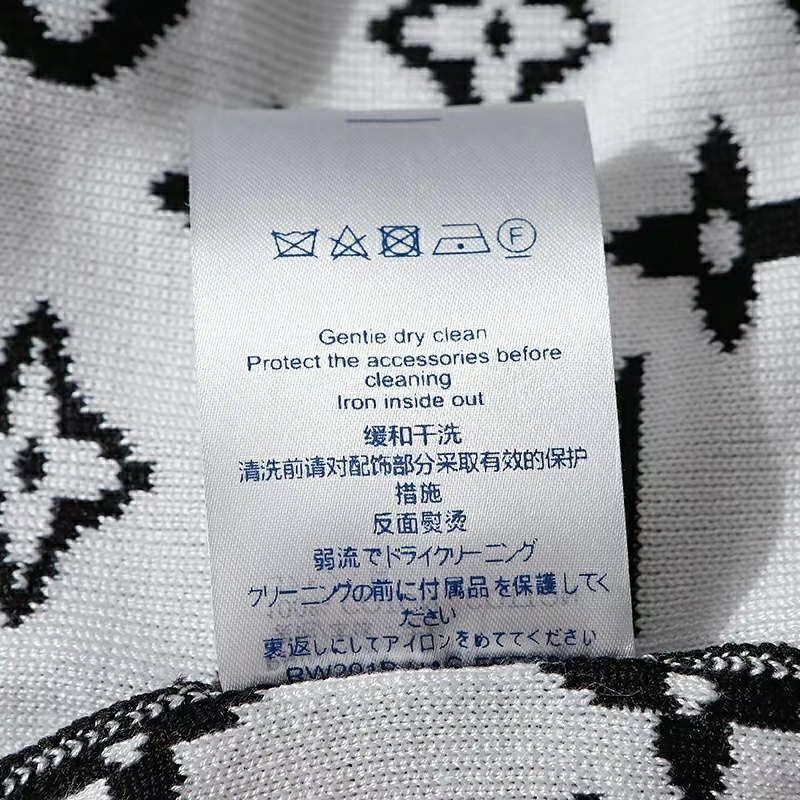 F
Gentie dry clean
Protect the accessories before
cleaning
Iron inside out
缓和干洗
清洗前请对配饰部分采取有效的保护
措施
反面熨烫
弱流でドライクリーニング
クリーニングの前に付属品を保護してく
ださい
裏返しにしてアイロンをめててください